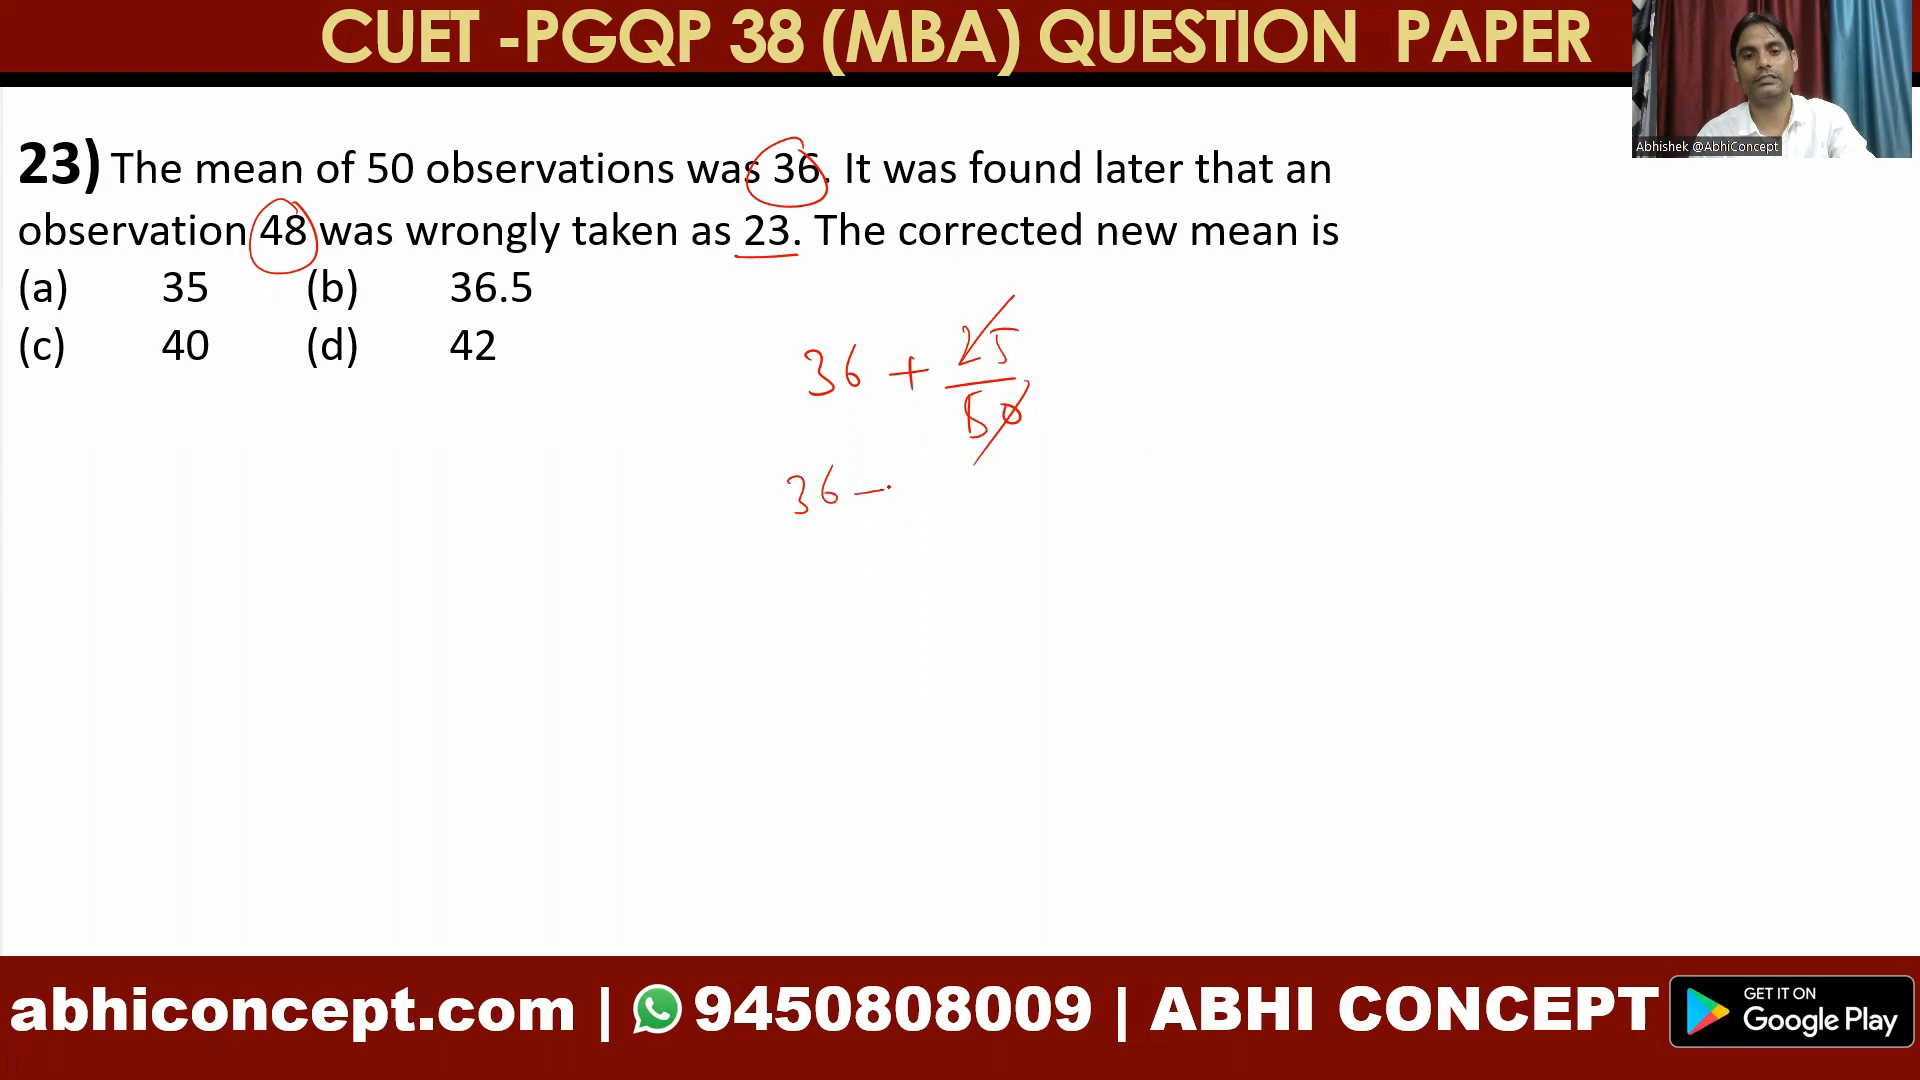 CUET -PGQP 38 (MBA) QUESTION PAPER
Abhishek @AbhiConcept
23) The mean of 50 observations was 36. It was found later that an
observation 48 was wrongly taken as 23. The corrected new mean is
(a) 35 (b) 36.5
(c) 40 (d) 42
36 + 25/50
36 -
abhiconcept.com | 9450808009 | ABHI CONCEPT
GET IT ON
Google Play